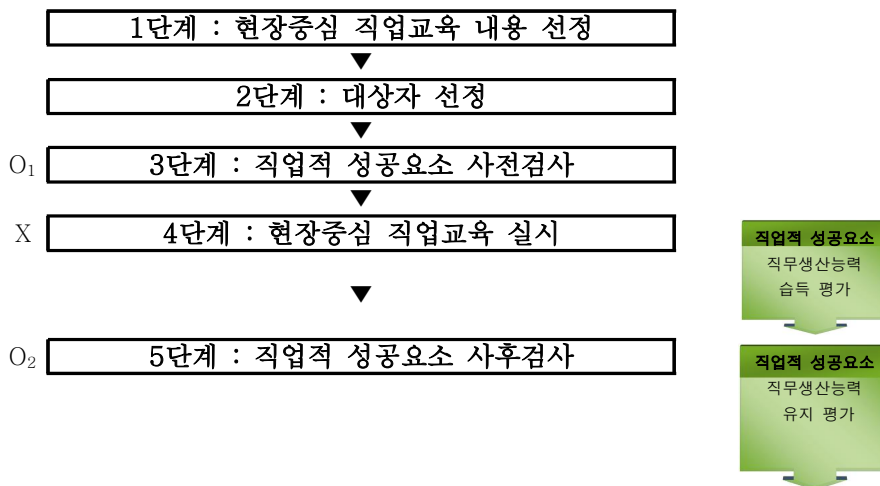 1단계 : 현장중심 직업교육 내용 선정
▼
2단계 : 대상자 선정
▼
O₁ 3단계 : 직업적 성공요소 사전검사
▼
X 4단계 : 현장중심 직업교육 실시
직업적 성공요소
직무생산능력
습득 평가
▼
O₂ 5단계 : 직업적 성공요소 사후검사
직업적 성공요소
직무생산능력
유지 평가